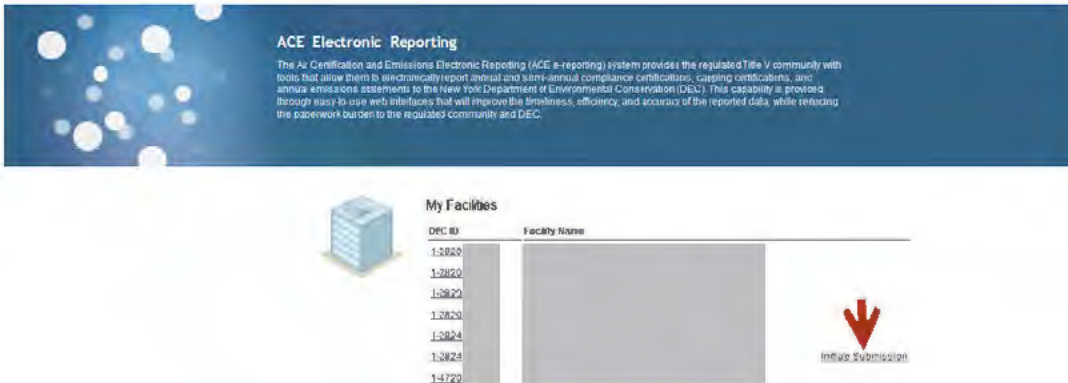 ACE Electronic Reporting
The Air Certification and Emissions Electronic Reporting (ACE e-reporting) system provides the regulated Title V community with
tools that allow them to electronically report annual and semi-annual compliance certifications, capping certifications, and
annual emissions statements to the New York Department of Environmental Conservation (DEC). This capability is provided
through easy-to-use web interfaces that will improve the timeliness, efficiency, and accuracy of the reported data, while reducing
the paperwork burden to the regulated community and DEC.
My Facilities
DEC ID Facility Name
1-2820
1-2820
1-2820
1-2820
1-2824
1-2824
Initiate Submission
1-4720